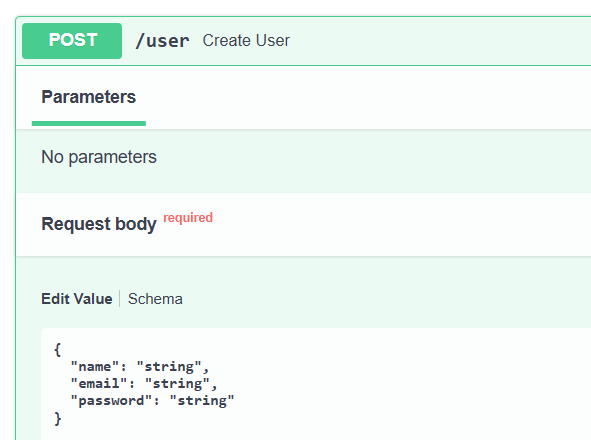 POST /user Create User
Parameters
No parameters
Request body required
Edit Value | Schema
{
  "name": "string",
  "email": "string",
  "password": "string"
}